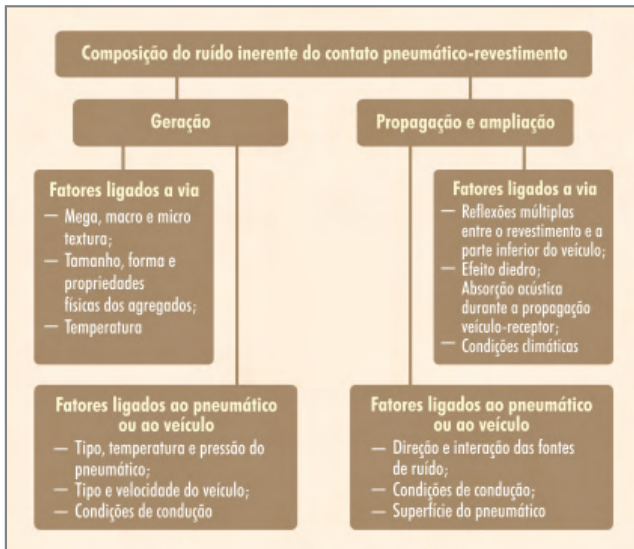 Composição do ruído inerente do contato pneumático-revestimento
Geração
Fatores ligados a via
— Mega, macro e micro
textura;
— Tamanho, forma e
propriedades
físicas dos agregados;
— Temperatura
Fatores ligados ao pneumático
ou ao veículo
— Tipo, temperatura e pressão do
pneumático;
— Tipo e velocidade do veículo;
— Condições de condução
Propagação e ampliação
Fatores ligados a via
— Reflexões múltiplas
entre o revestimento e a
parte inferior do veículo;
— Efeito diedro;
Absorção acústica
durante a propagação
veículo-receptor;
— Condições climáticas
Fatores ligados ao pneumático
ou ao veículo
— Direção e interação das fontes
de ruído;
— Condições de condução;
— Superfície do pneumático